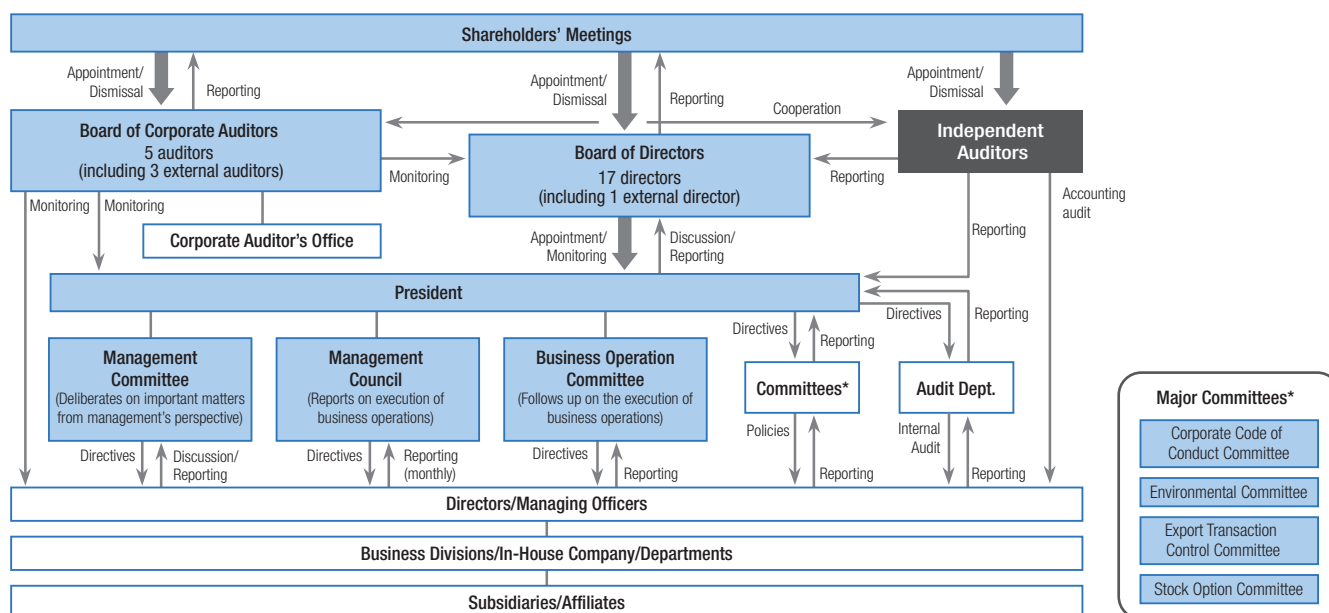 Shareholders' Meetings
Appointment/
Dismissal
Reporting
Appointment/
Dismissal
Reporting
Appointment/
Dismissal
Cooperation
Board of Corporate Auditors
5 auditors
(including 3 external auditors)
Monitoring
Board of Directors
17 directors
(including 1 external director)
Reporting
Independent
Auditors
Monitoring
Monitoring
Corporate Auditor's Office
Appointment/
Monitoring
Discussion/
Reporting
Reporting
Accounting
audit
President
Directives
Reporting
Directives
Reporting
Management
Committee
(Deliberates on important matters
from management's perspective)
Management
Council
(Reports on execution of
business operations)
Business Operation
Committee
(Follows up on the execution of
business operations)
Committees*
Audit Dept.
Directives
Discussion/
Reporting
Directives
Reporting
(monthly)
Directives
Reporting
Policies
Reporting
Internal
Audit
Reporting
Directors/Managing Officers
Business Divisions/In-House Company/Departments
Subsidiaries/Affiliates
Major Committees*
Corporate Code of
Conduct Committee
Environmental Committee
Export Transaction
Control Committee
Stock Option Committee